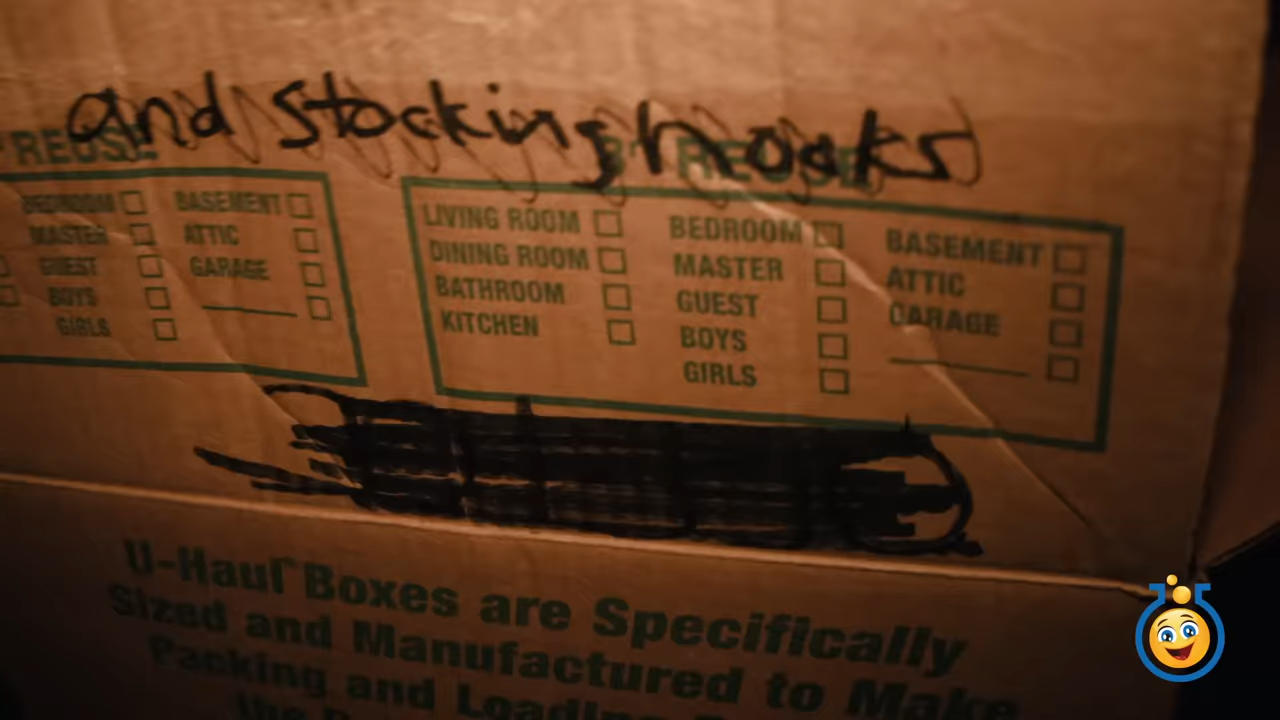 and stocking hooks
REUSE
REUSE
BEDROOM BASEMENT
MASTER ATTIC
GUEST GARAGE
BOYS
GIRLS
LIVING ROOM BEDROOM BASEMENT
DINING ROOM MASTER ATTIC
BATHROOM GUEST GARAGE
KITCHEN BOYS
GIRLS
U-Haul Boxes are Specifically
Sized and Manufactured to Make
Packing and Loading
the